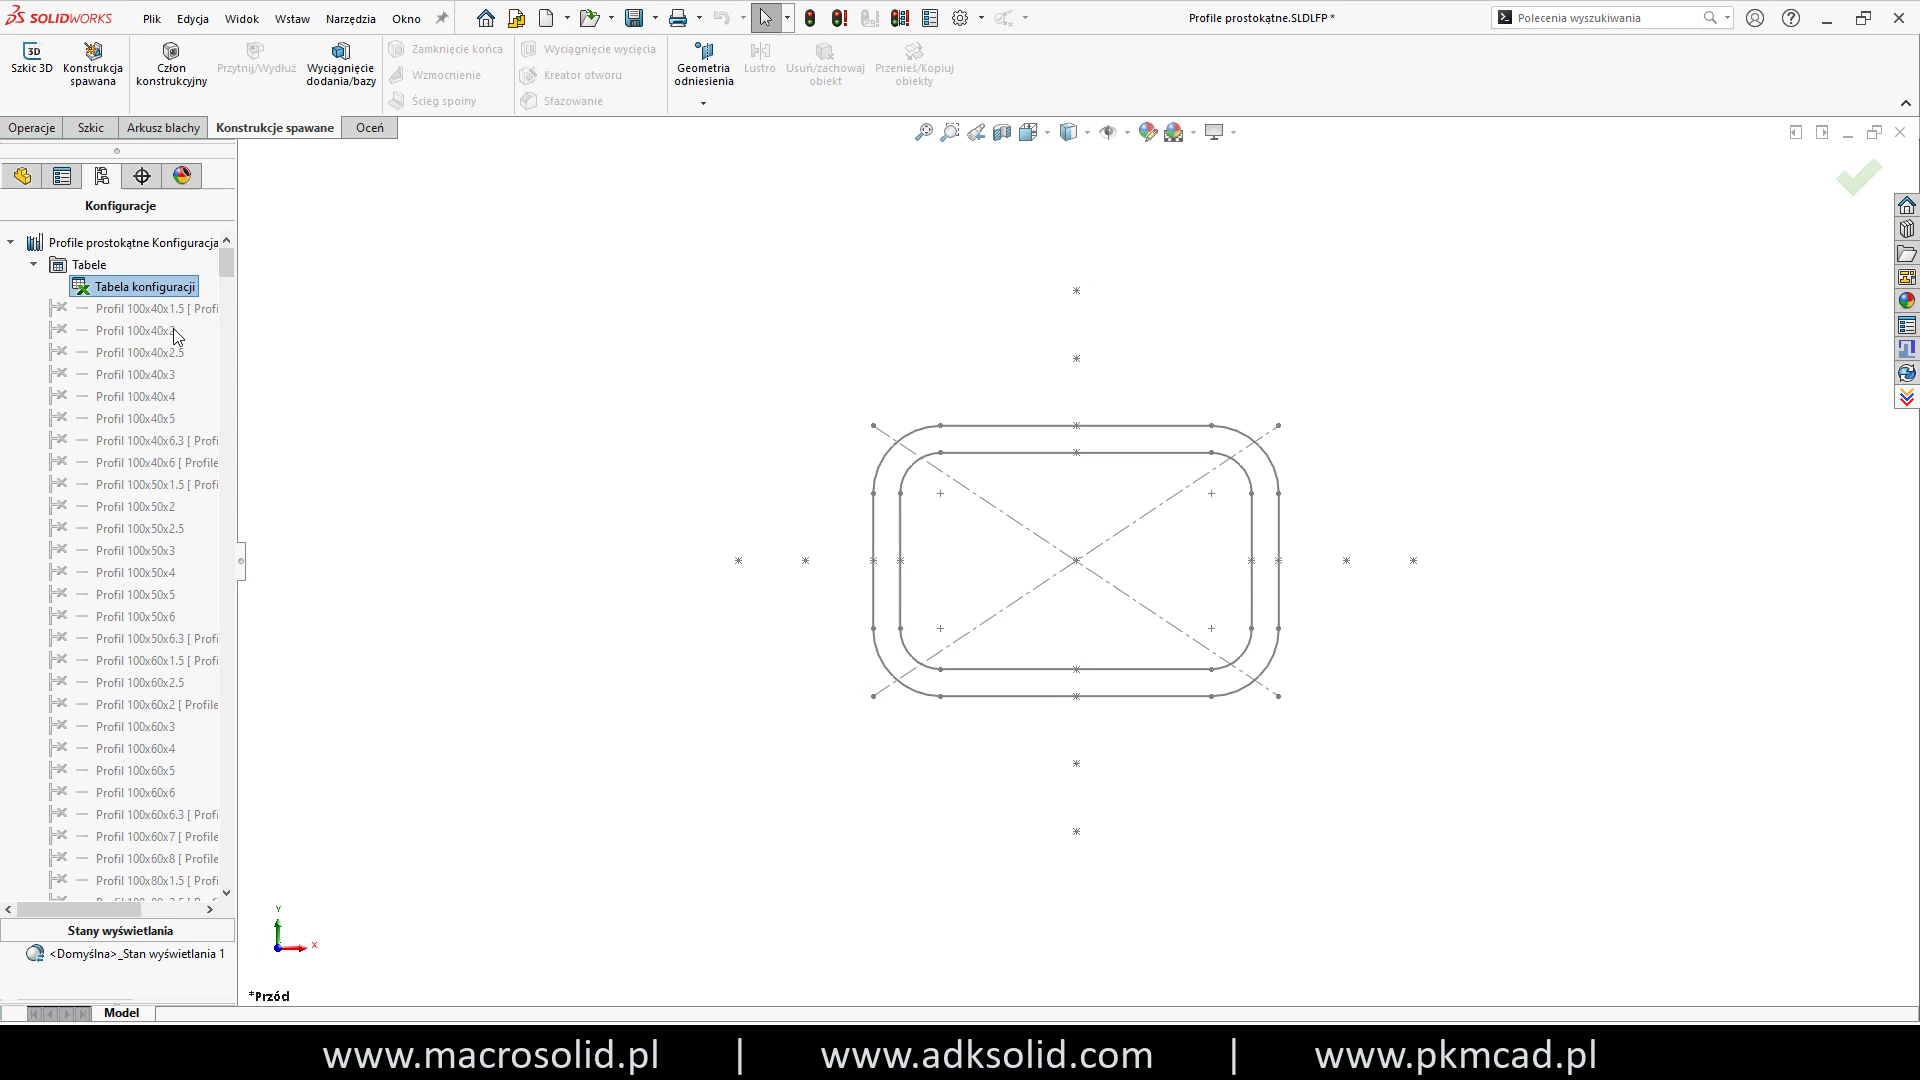 SOLIDWORKS
Plik Edycja Widok Wstaw Narzędzia Okno
Profile prostokątne.SLDLFP *
Polecenia wyszukiwania
Szkic 3D
Konstrukcja spawana
Człon konstrukcyjny
Przytnij/Wydłuż
Wyciągnięcie dodania/bazy
Zamknięcie końca
Wzmocnienie
Ścieg spoiny
Wyciągnięcie wycięcia
Kreator otworu
Sfazowanie
Geometria odniesienia
Lustro
Usuń/zachowaj obiekt
Przenieś/Kopiuj obiekty
Operacje Szkic Arkusz blachy Konstrukcje spawane Oceń
Konfiguracje
Profile prostokątne Konfiguracja
Tabele
Tabela konfiguracji
Profil 100x40x1.5 [ Profi
Profil 100x40x2
Profil 100x40x2.5
Profil 100x40x3
Profil 100x40x4
Profil 100x40x5
Profil 100x40x6.3 [ Profi
Profil 100x40x6 [ Profile
Profil 100x50x1.5 [ Profi
Profil 100x50x2
Profil 100x50x2.5
Profil 100x50x3
Profil 100x50x4
Profil 100x50x5
Profil 100x50x6
Profil 100x50x6.3 [ Profi
Profil 100x60x1.5 [ Profi
Profil 100x60x2.5
Profil 100x60x2 [ Profile
Profil 100x60x3
Profil 100x60x4
Profil 100x60x5
Profil 100x60x6
Profil 100x60x6.3 [ Profi
Profil 100x60x7 [ Profile
Profil 100x60x8 [ Profile
Profil 100x80x1.5 [ Profi
Stany wyświetlania
<Domyślna>_Stan wyświetlania 1
Y
X
*Przód
Model
www.macrosolid.pl | www.adksolid.com | www.pkmcad.pl